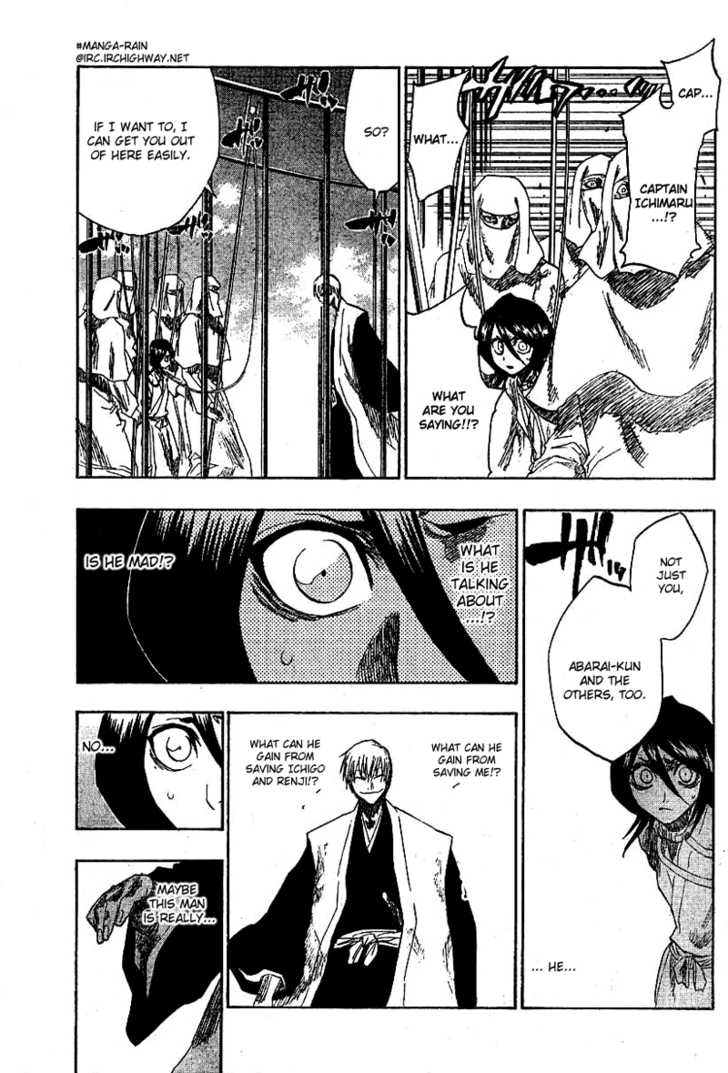 #MANGA-RAIN
@IRC.IRCHIGHWAY.NET
CAP...
CAPTAIN
ICHIMARU
...!?
WHAT...
WHAT
ARE YOU
SAYING!!?
SO?
IF I WANT TO, I
CAN GET YOU OUT
OF HERE EASILY.
NOT
JUST
YOU,
ABARAI-KUN
AND THE
OTHERS, TOO.
... HE...
WHAT
IS HE
TALKING
ABOUT
...!?
IS HE MAD!?
WHAT CAN HE
GAIN FROM
SAVING ME!?
WHAT CAN HE
GAIN FROM
SAVING ICHIGO
AND RENJI!?
NO...
MAYBE
THIS MAN
IS REALLY...